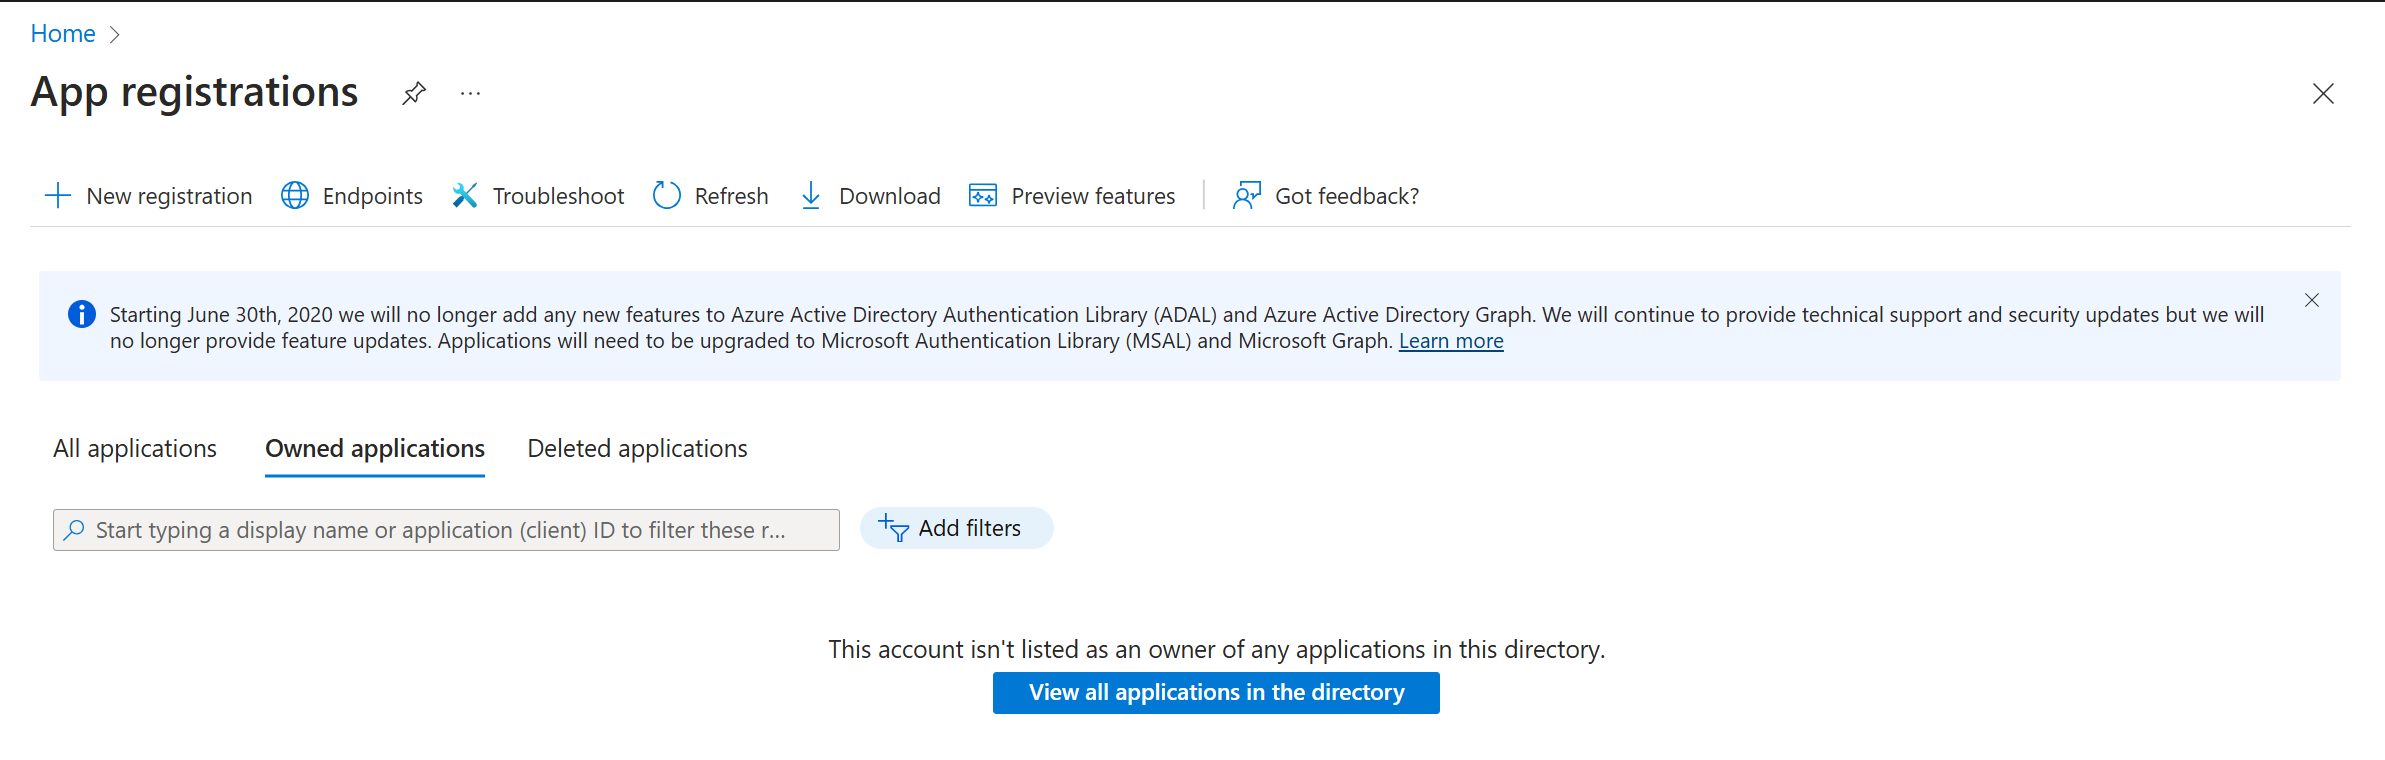 Home
App registrations
New registration
Endpoints
Troubleshoot
Refresh
Download
Preview features
Got feedback?
Starting June 30th, 2020 we will no longer add any new features to Azure Active Directory Authentication Library (ADAL) and Azure Active Directory Graph. We will continue to provide technical support and security updates but we will
no longer provide feature updates. Applications will need to be upgraded to Microsoft Authentication Library (MSAL) and Microsoft Graph. Learn more
All applications
Owned applications
Deleted applications
Start typing a display name or application (client) ID to filter these r...
Add filters
This account isn't listed as an owner of any applications in this directory.
View all applications in the directory